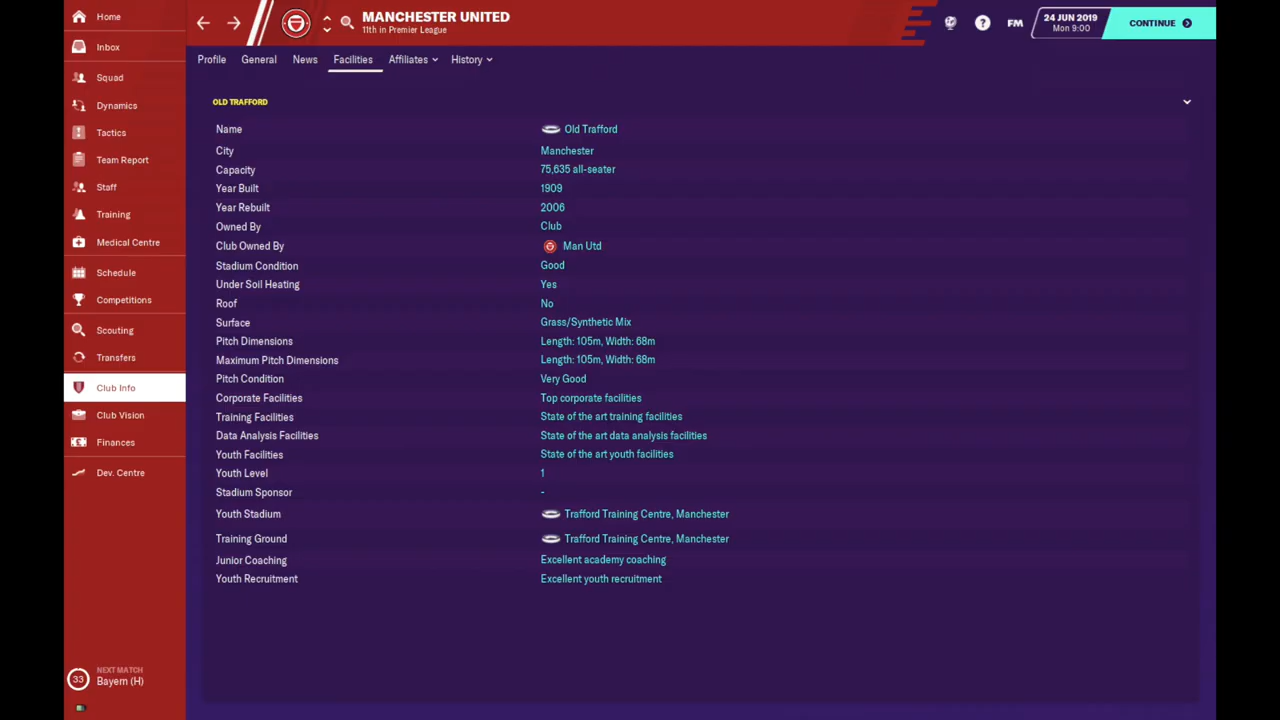 Home
Inbox
Squad
Dynamics
Tactics
Team Report
Staff
Training
Medical Centre
Schedule
Competitions
Scouting
Transfers
Club Info
Club Vision
Finances
Dev. Centre
33
NEXT MATCH
Bayern (H)
MANCHESTER UNITED
11th in Premier League
?
FM
24 JUN 2019
Mon 9:00
CONTINUE
Profile General News Facilities Affiliates History
OLD TRAFFORD
Name Old Trafford
City Manchester
Capacity 75,635 all-seater
Year Built 1909
Year Rebuilt 2006
Owned By Club
Club Owned By Man Utd
Stadium Condition Good
Under Soil Heating Yes
Roof No
Surface Grass/Synthetic Mix
Pitch Dimensions Length: 105m, Width: 68m
Maximum Pitch Dimensions Length: 105m, Width: 68m
Pitch Condition Very Good
Corporate Facilities Top corporate facilities
Training Facilities State of the art training facilities
Data Analysis Facilities State of the art data analysis facilities
Youth Facilities State of the art youth facilities
Youth Level 1
Stadium Sponsor -
Youth Stadium Trafford Training Centre, Manchester
Training Ground Trafford Training Centre, Manchester
Junior Coaching Excellent academy coaching
Youth Recruitment Excellent youth recruitment